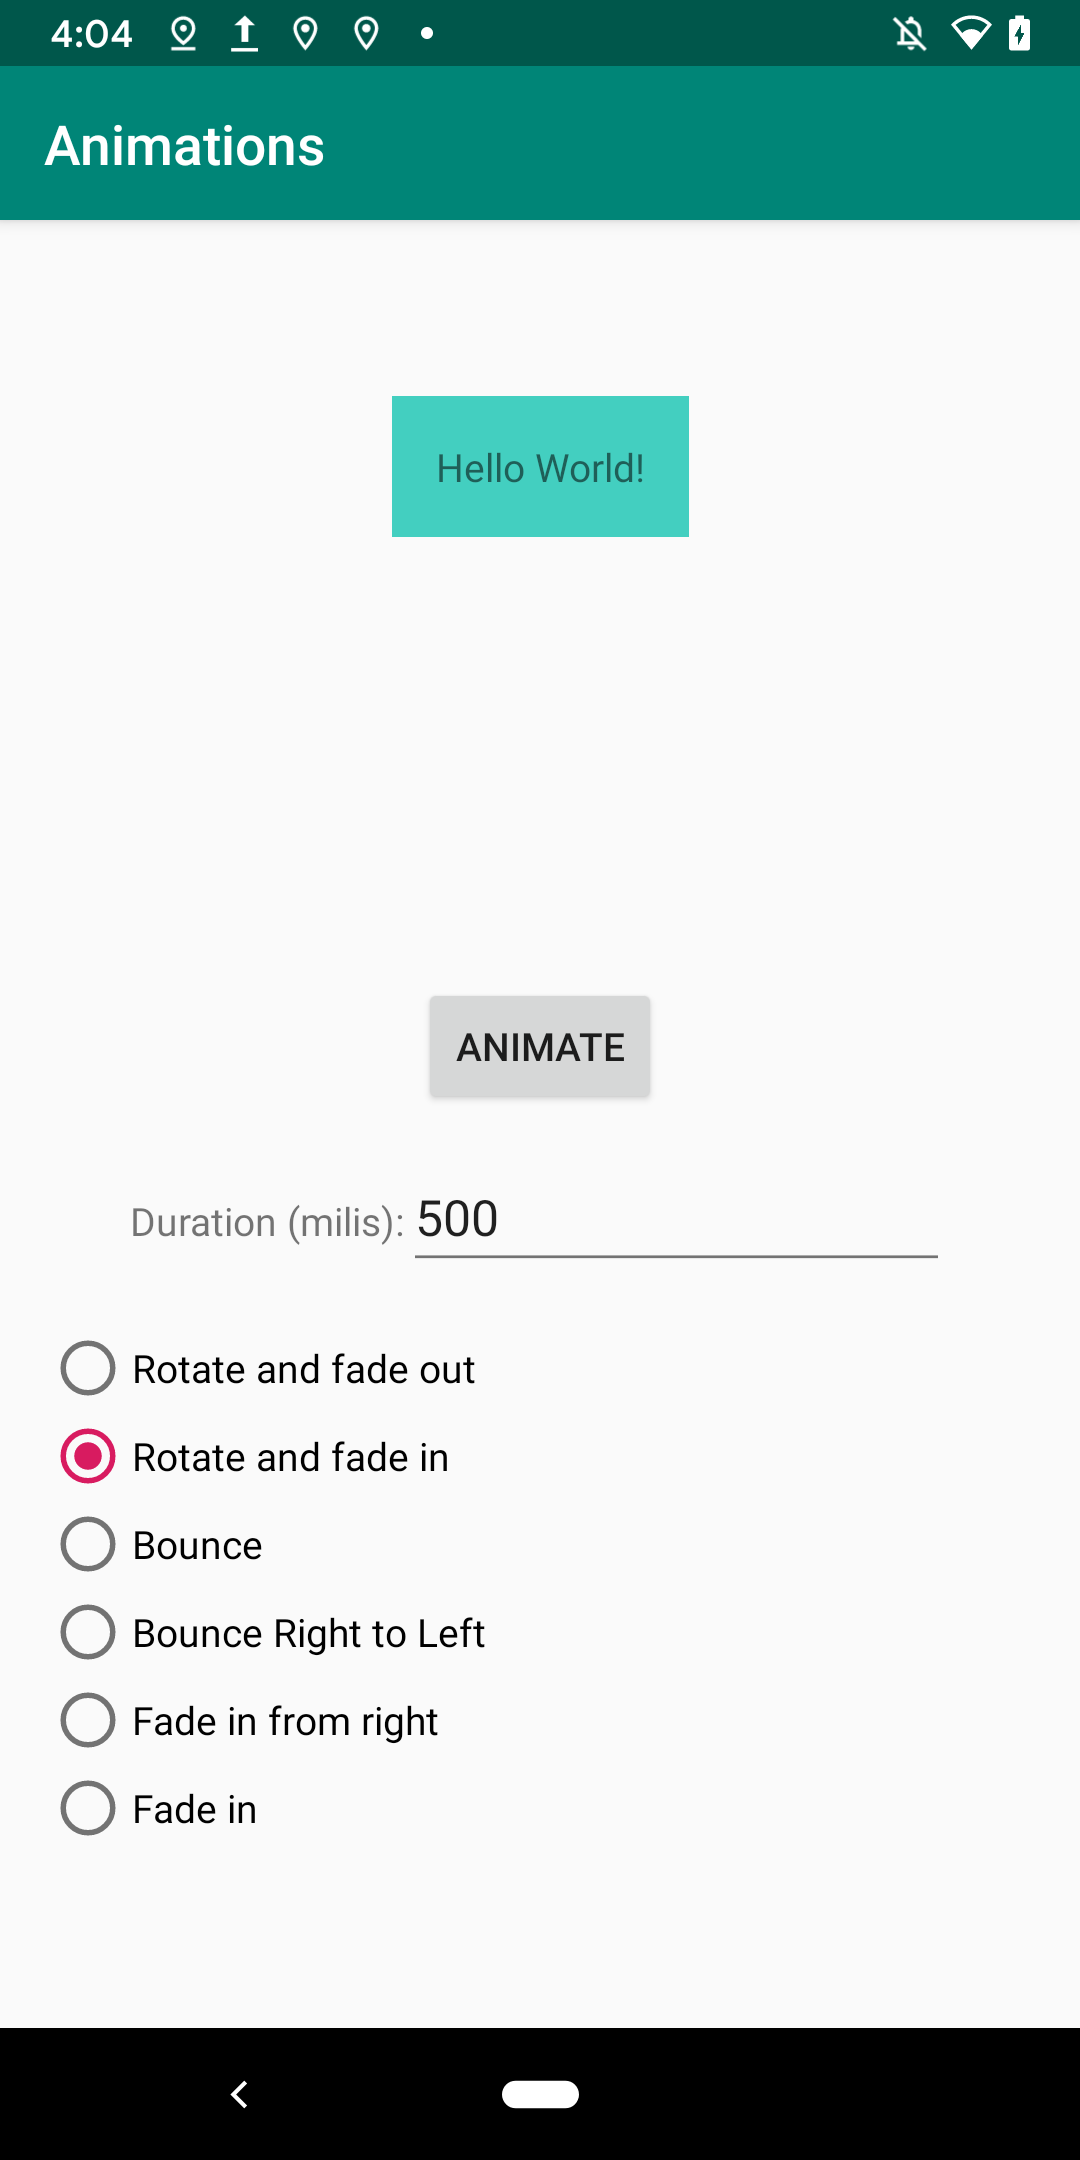 4:04
Animations
Hello World!
ANIMATE
Duration (milis): 500
Rotate and fade out
Rotate and fade in
Bounce
Bounce Right to Left
Fade in from right
Fade in